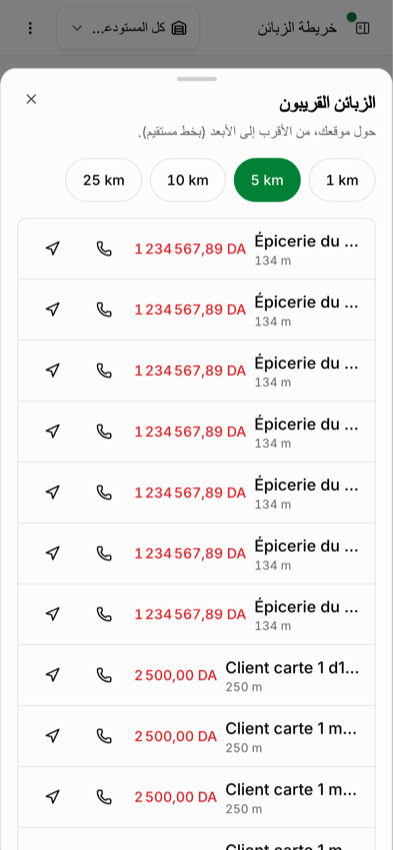 خريطة الزبائن
كل المستودع...
الزبائن القريبون
حول موقعك، من الأقرب إلى الأبعد (بخط مستقيم).
1 km
5 km
10 km
25 km
Épicerie du ...
1 234 567,89 DA
134 m
Épicerie du ...
1 234 567,89 DA
134 m
Épicerie du ...
1 234 567,89 DA
134 m
Épicerie du ...
1 234 567,89 DA
134 m
Épicerie du ...
1 234 567,89 DA
134 m
Épicerie du ...
1 234 567,89 DA
134 m
Épicerie du ...
1 234 567,89 DA
134 m
Client carte 1 d1...
2 500,00 DA
250 m
Client carte 1 m...
2 500,00 DA
250 m
Client carte 1 m...
2 500,00 DA
250 m